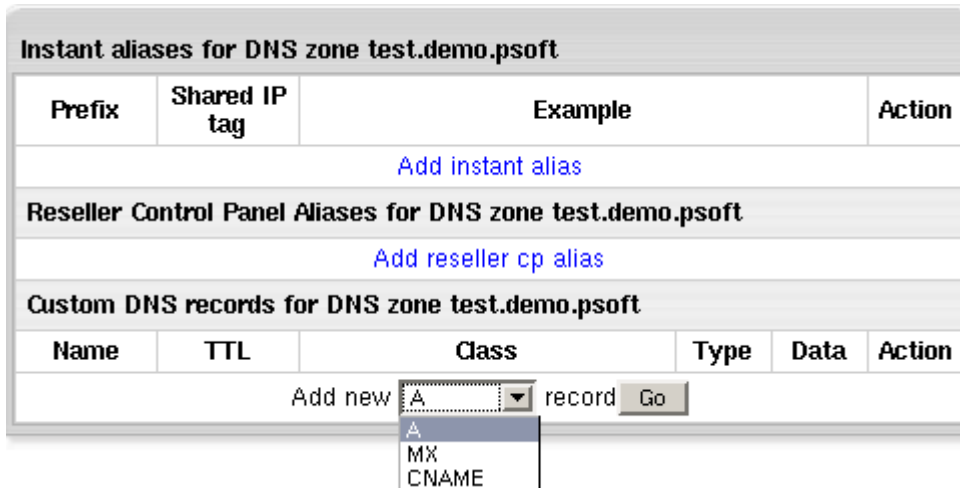 Instant aliases for DNS zone test.demo.psoft
Prefix Shared IP tag Example Action
Add instant alias
Reseller Control Panel Aliases for DNS zone test.demo.psoft
Add reseller cp alias
Custom DNS records for DNS zone test.demo.psoft
Name TTL Class Type Data Action
Add new A record Go
A
MX
CNAME